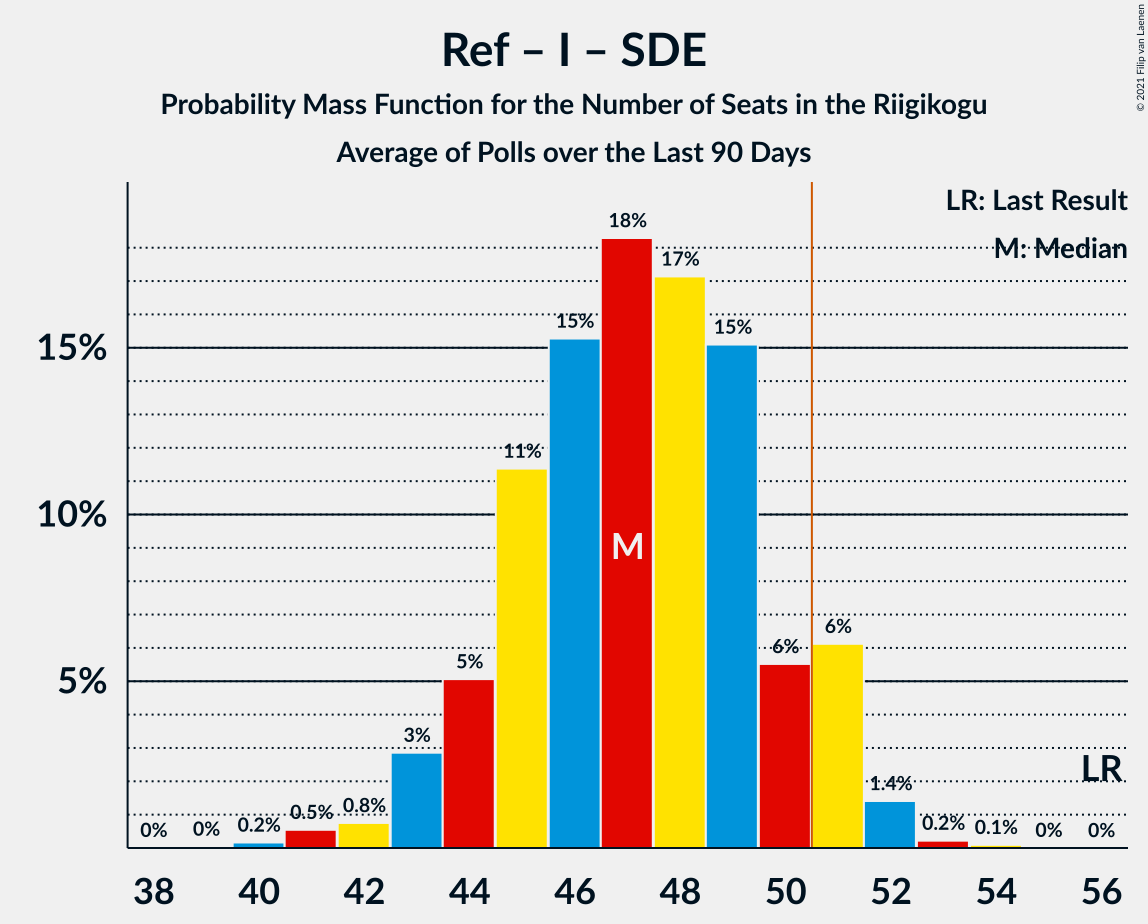 Ref – I – SDE
Probability Mass Function for the Number of Seats in the Riigikogu
Average of Polls over the Last 90 Days
© 2021 Filip van Laenen
LR: Last Result
M: Median
18%
17%
15%
15%
15%
11%
10%
M
6%
6%
5%
5%
3%
LR
1.4%
0.8%
0.5%
0.2%
0.2%
0.1%
0%
0%
0%
0%
38 40 42 44 46 48 50 52 54 56